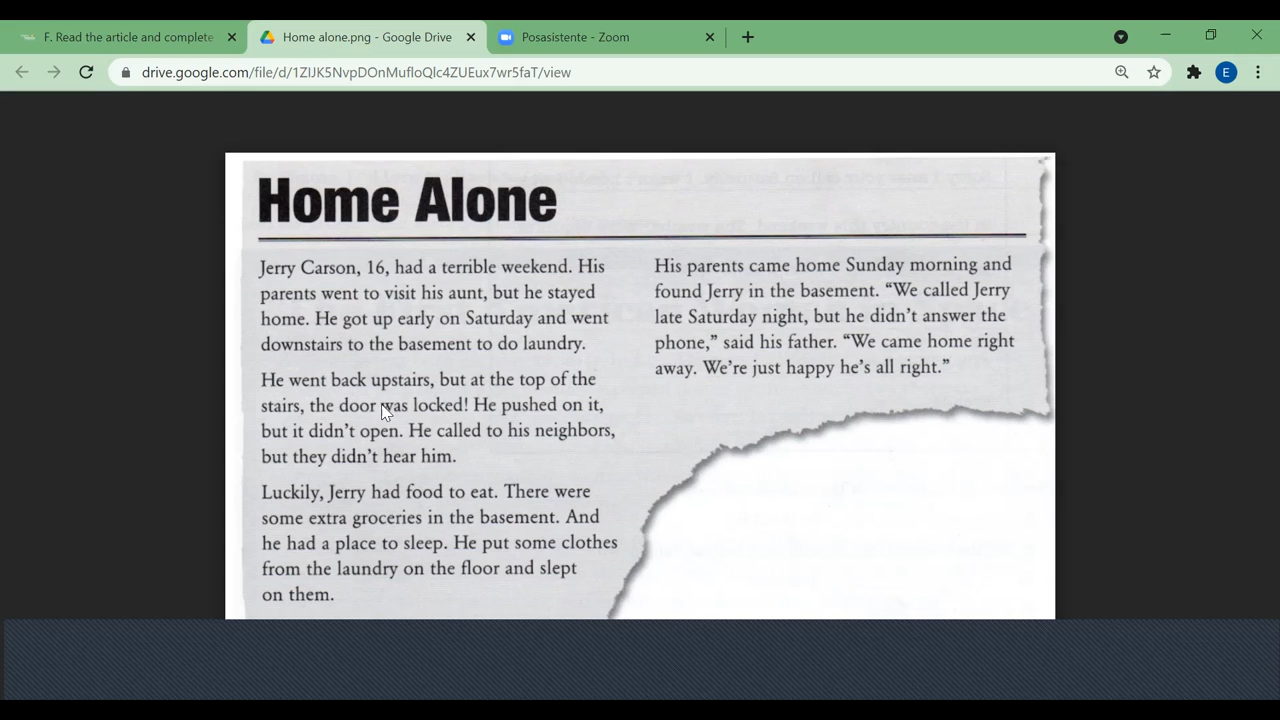 F. Read the article and complete
Home alone.png - Google Drive
Posasistente - Zoom
drive.google.com/file/d/1ZlJK5NvpDOnMufloQlc4ZUEux7wr5faT/view
E
Home Alone
Jerry Carson, 16, had a terrible weekend. His
parents went to visit his aunt, but he stayed
home. He got up early on Saturday and went
downstairs to the basement to do laundry.
He went back upstairs, but at the top of the
stairs, the door was locked! He pushed on it,
but it didn't open. He called to his neighbors,
but they didn't hear him.
Luckily, Jerry had food to eat. There were
some extra groceries in the basement. And
he had a place to sleep. He put some clothes
from the laundry on the floor and slept
on them.
His parents came home Sunday morning and
found Jerry in the basement. “We called Jerry
late Saturday night, but he didn't answer the
phone,” said his father. “We came home right
away. We're just happy he's all right.”